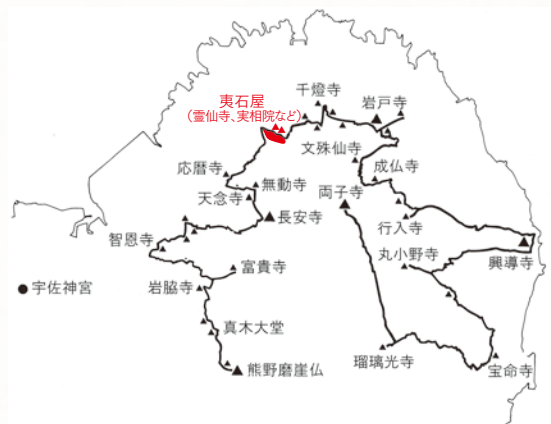 千燈寺
岩戸寺
夷石屋
（霊仙寺、実相院など）
文殊仙寺
応暦寺
成仏寺
無動寺
天念寺
両子寺
長安寺
行入寺
智恩寺
丸小野寺
興導寺
富貴寺
岩脇寺
宇佐神宮
真木大堂
瑠璃光寺
宝命寺
熊野磨崖仏